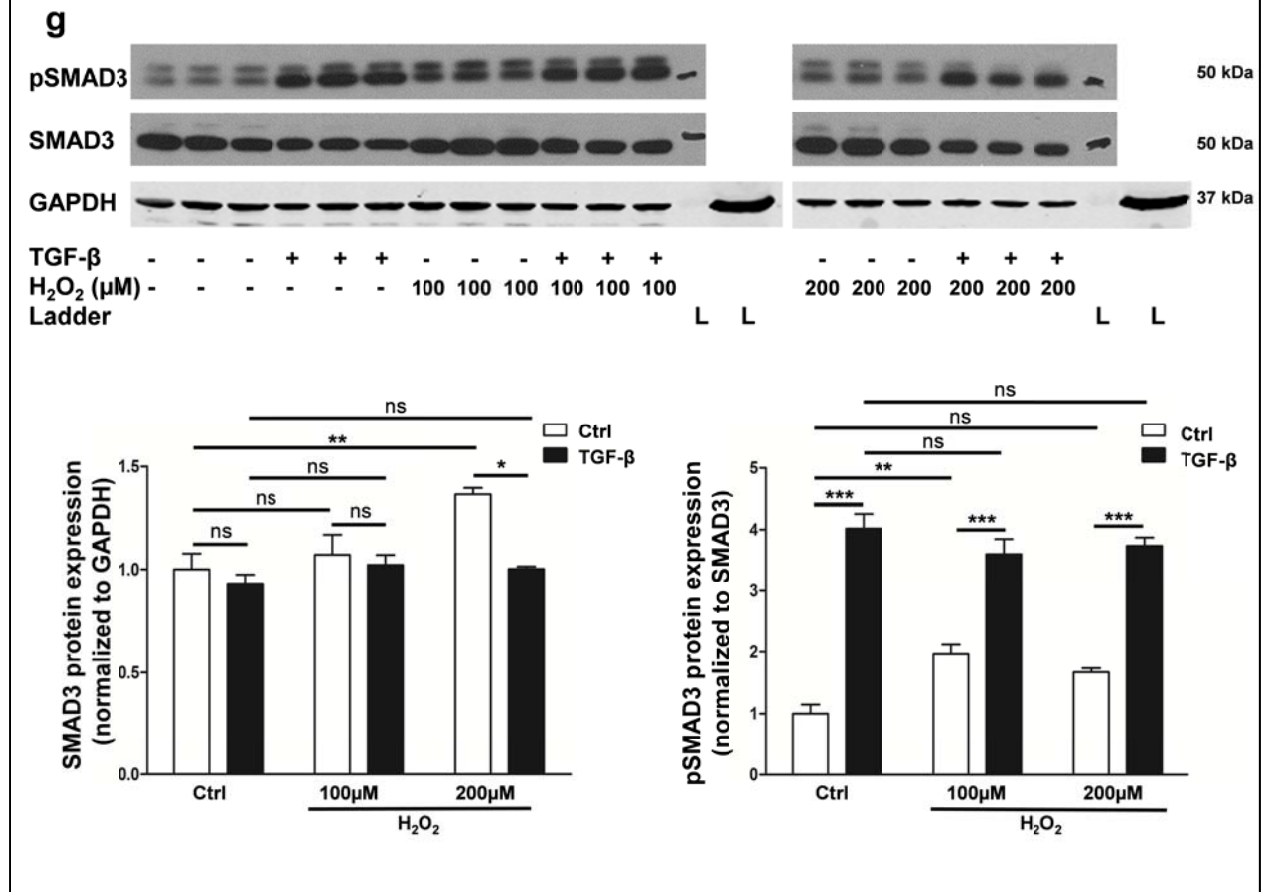 g
pSMAD3 50 kDa
SMAD3 50 kDa
GAPDH 37 kDa
TGF-β - - - + + + - - - + + + - - - + + +
H₂O₂ (µM) - - - - - - 100 100 100 100 100 100 200 200 200 200 200 200
Ladder L L L L
SMAD3 protein expression
(normalized to GAPDH)
1.5
1.0
0.5
0.0
ns
**
ns
ns
ns
ns
*
Ctrl
TGF-β
Ctrl 100µM 200µM
H₂O₂
pSMAD3 protein expression
(normalized to SMAD3)
5
4
3
2
1
0
ns
ns
ns
**
***
***
***
Ctrl
TGF-β
Ctrl 100µM 200µM
H₂O₂